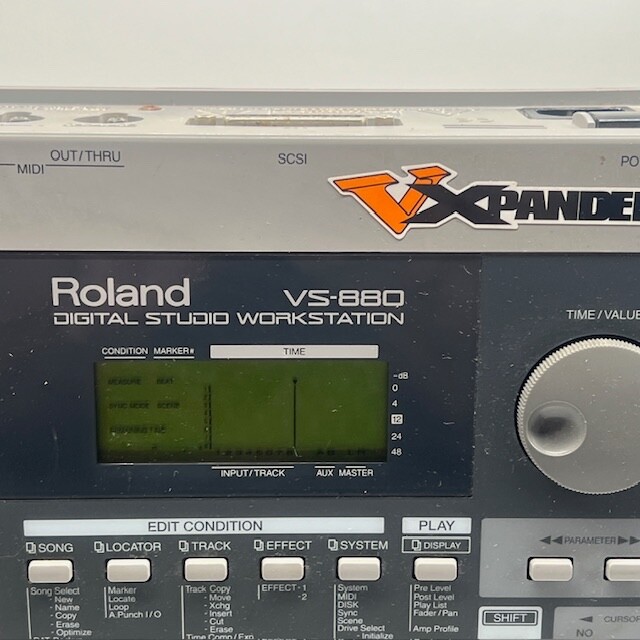 OUT/THRU
MIDI
SCSI
PO
VXPANDE
Roland
VS-880
DIGITAL STUDIO WORKSTATION
TIME/VALUE
CONDITION MARKER# TIME
-dB
0
4
12
24
48
INPUT/TRACK AUX MASTER
EDIT CONDITION
PLAY
SONG LOCATOR TRACK EFFECT SYSTEM DISPLAY
PARAMETER
Song Select
- New
- Name
- Copy
- Erase
- Optimize
Marker
Locate
Loop
A.Punch I/O
Track Copy
- Move
- Xchg
- Insert
- Cut
- Erase
Time Comp/Exp
EFFECT-1
-2
System
MIDI
DISK
Sync
Scene
Drive Select
- Initialize
Pre Level
Post Level
Play List
Fader/Pan
Amp Profile
SHIFT
NO
CURSO